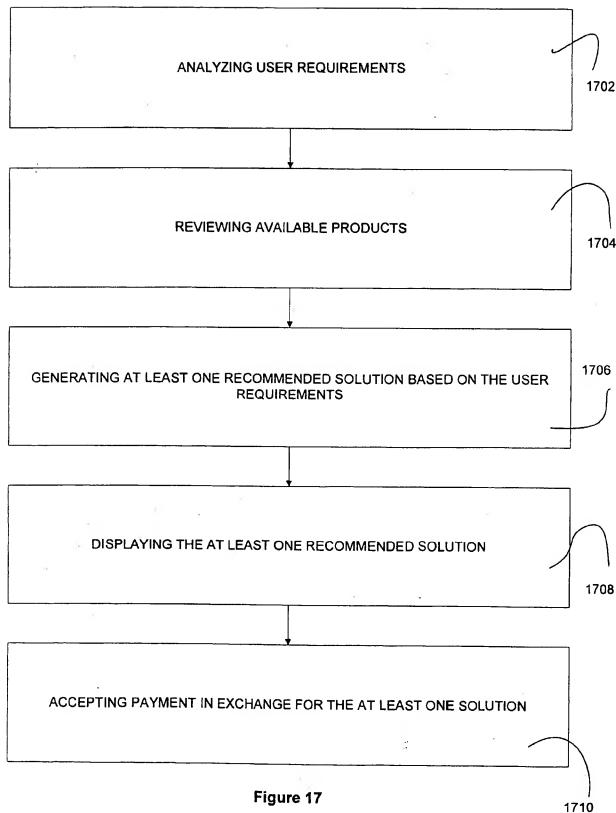 ANALYZING USER REQUIREMENTS
1702
REVIEWING AVAILABLE PRODUCTS
1704
GENERATING AT LEAST ONE RECOMMENDED SOLUTION BASED ON THE USER
REQUIREMENTS
1706
DISPLAYING THE AT LEAST ONE RECOMMENDED SOLUTION
1708
ACCEPTING PAYMENT IN EXCHANGE FOR THE AT LEAST ONE SOLUTION
1710
Figure 17